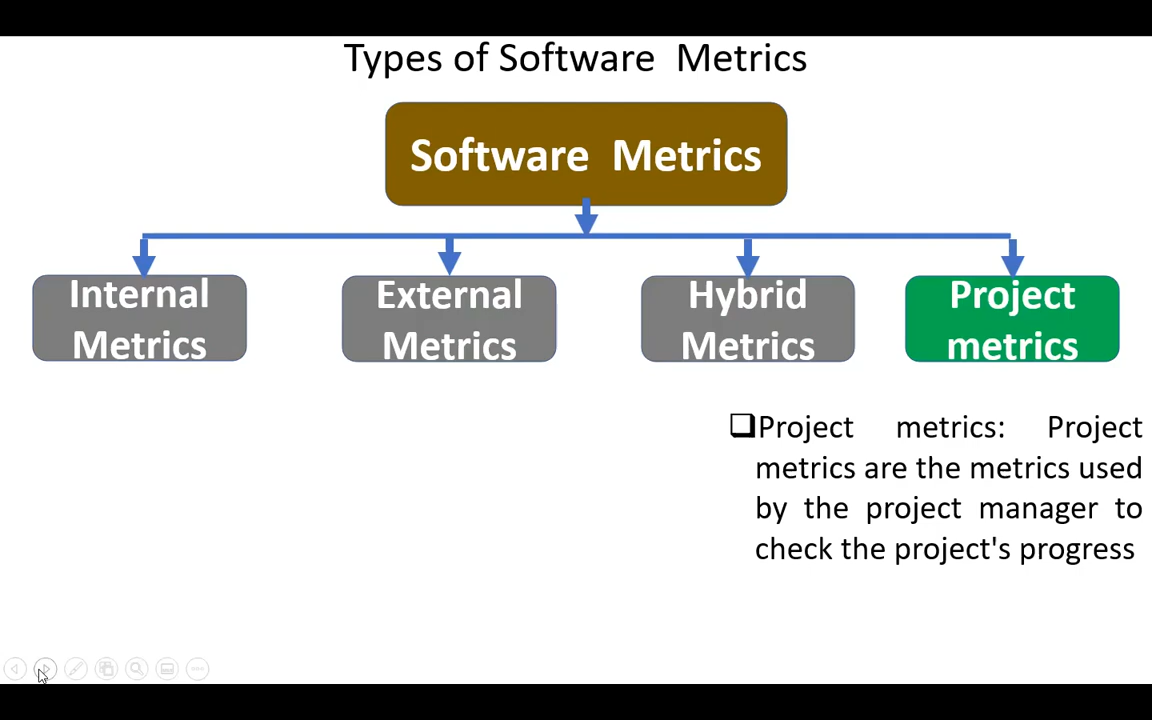 Types of Software Metrics
Software Metrics
Internal
Metrics
External
Metrics
Hybrid
Metrics
Project
metrics
Project metrics: Project
metrics are the metrics used
by the project manager to
check the project's progress